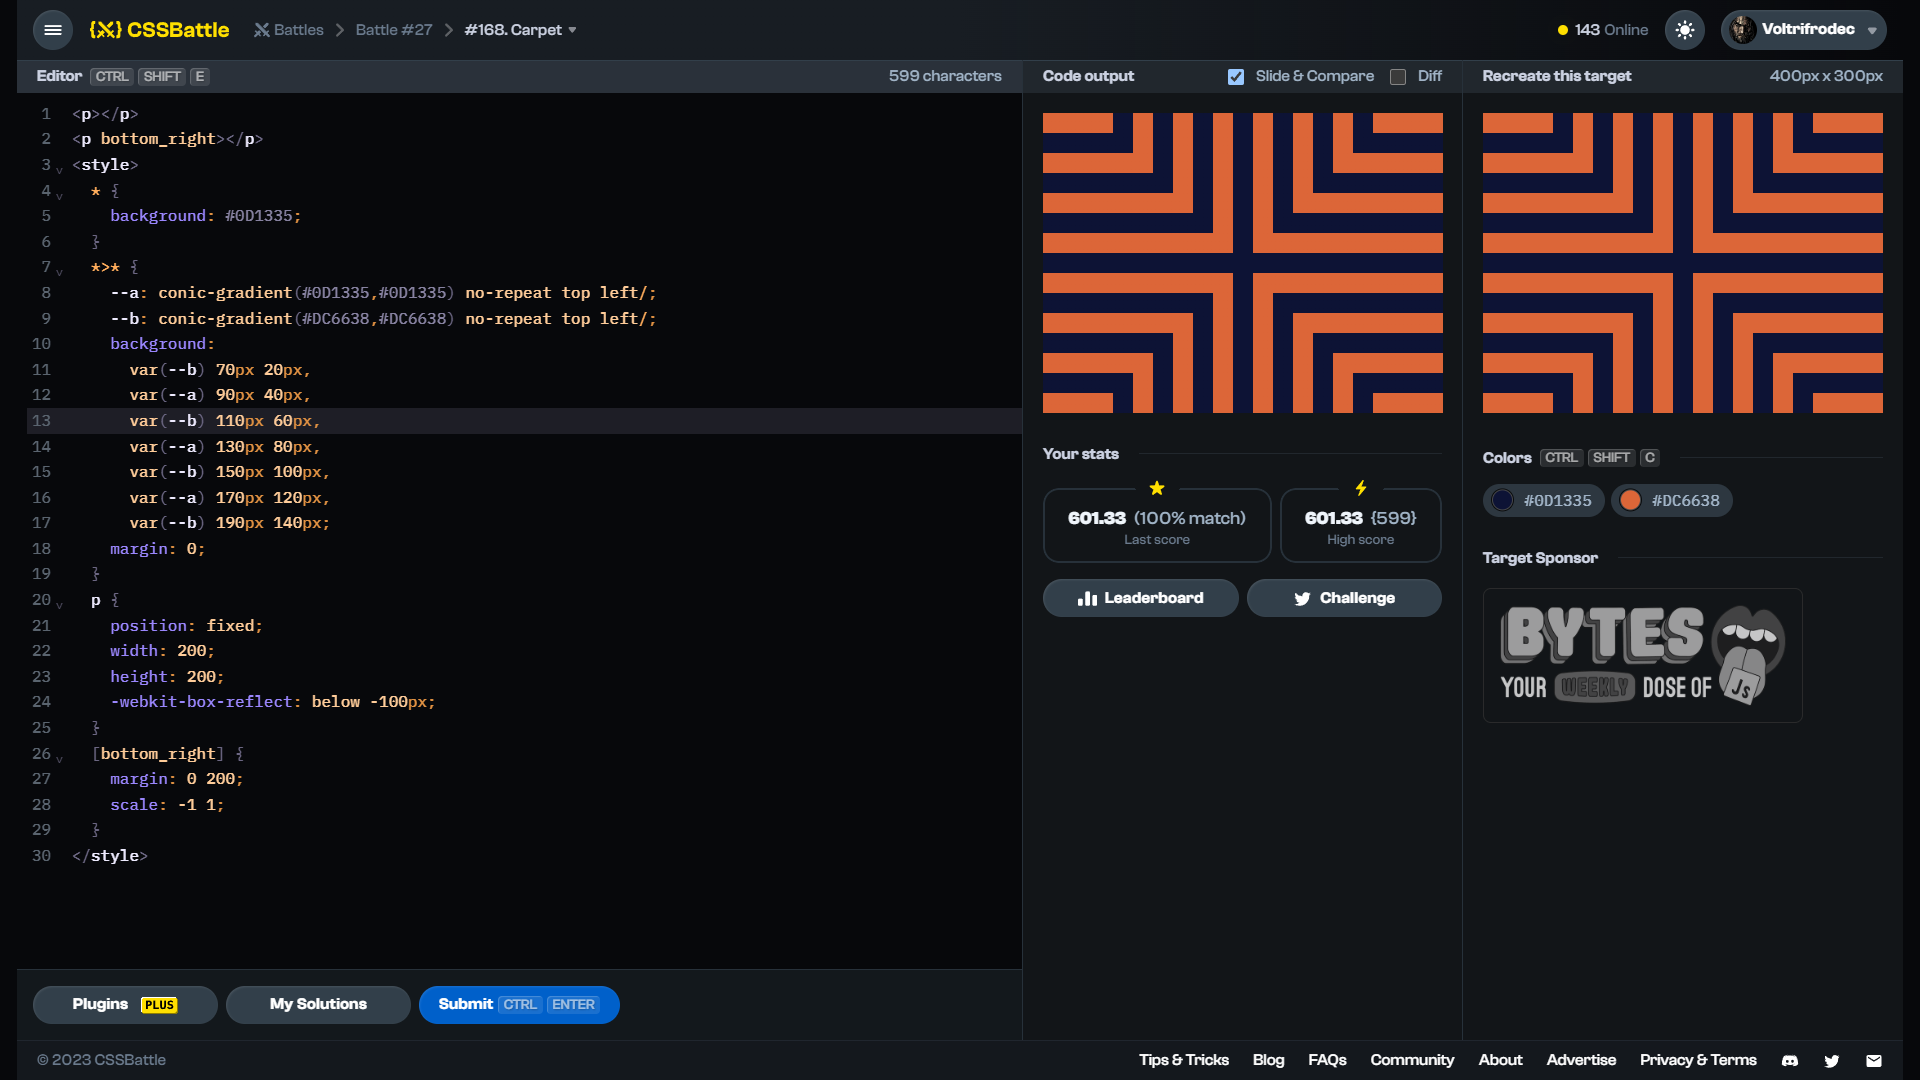 {X} CSSBattle
Battles
Battle #27
#168. Carpet
143 Online
Voltrifrodec
Editor CTRL SHIFT E
599 characters
Code output
Slide & Compare
Diff
Recreate this target
400px x 300px
1 <p></p>
2 <p bottom_right></p>
3 <style>
4 * {
5 background: #0D1335;
6 }
7 *>* {
8 --a: conic-gradient(#0D1335,#0D1335) no-repeat top left/;
9 --b: conic-gradient(#DC6638,#DC6638) no-repeat top left/;
10 background:
11 var(--b) 70px 20px,
12 var(--a) 90px 40px,
13 var(--b) 110px 60px,
14 var(--a) 130px 80px,
15 var(--b) 150px 100px,
16 var(--a) 170px 120px,
17 var(--b) 190px 140px;
18 margin: 0;
19 }
20 p {
21 position: fixed;
22 width: 200;
23 height: 200;
24 -webkit-box-reflect: below -100px;
25 }
26 [bottom_right] {
27 margin: 0 200;
28 scale: -1 1;
29 }
30 </style>
Your stats
601.33 (100% match)
Last score
601.33 {599}
High score
Leaderboard
Challenge
Colors CTRL SHIFT C
#0D1335
#DC6638
Target Sponsor
BYTES
YOUR WEEKLY DOSE OF JS
Plugins PLUS
My Solutions
Submit CTRL ENTER
© 2023 CSSBattle
Tips & Tricks
Blog
FAQs
Community
About
Advertise
Privacy & Terms